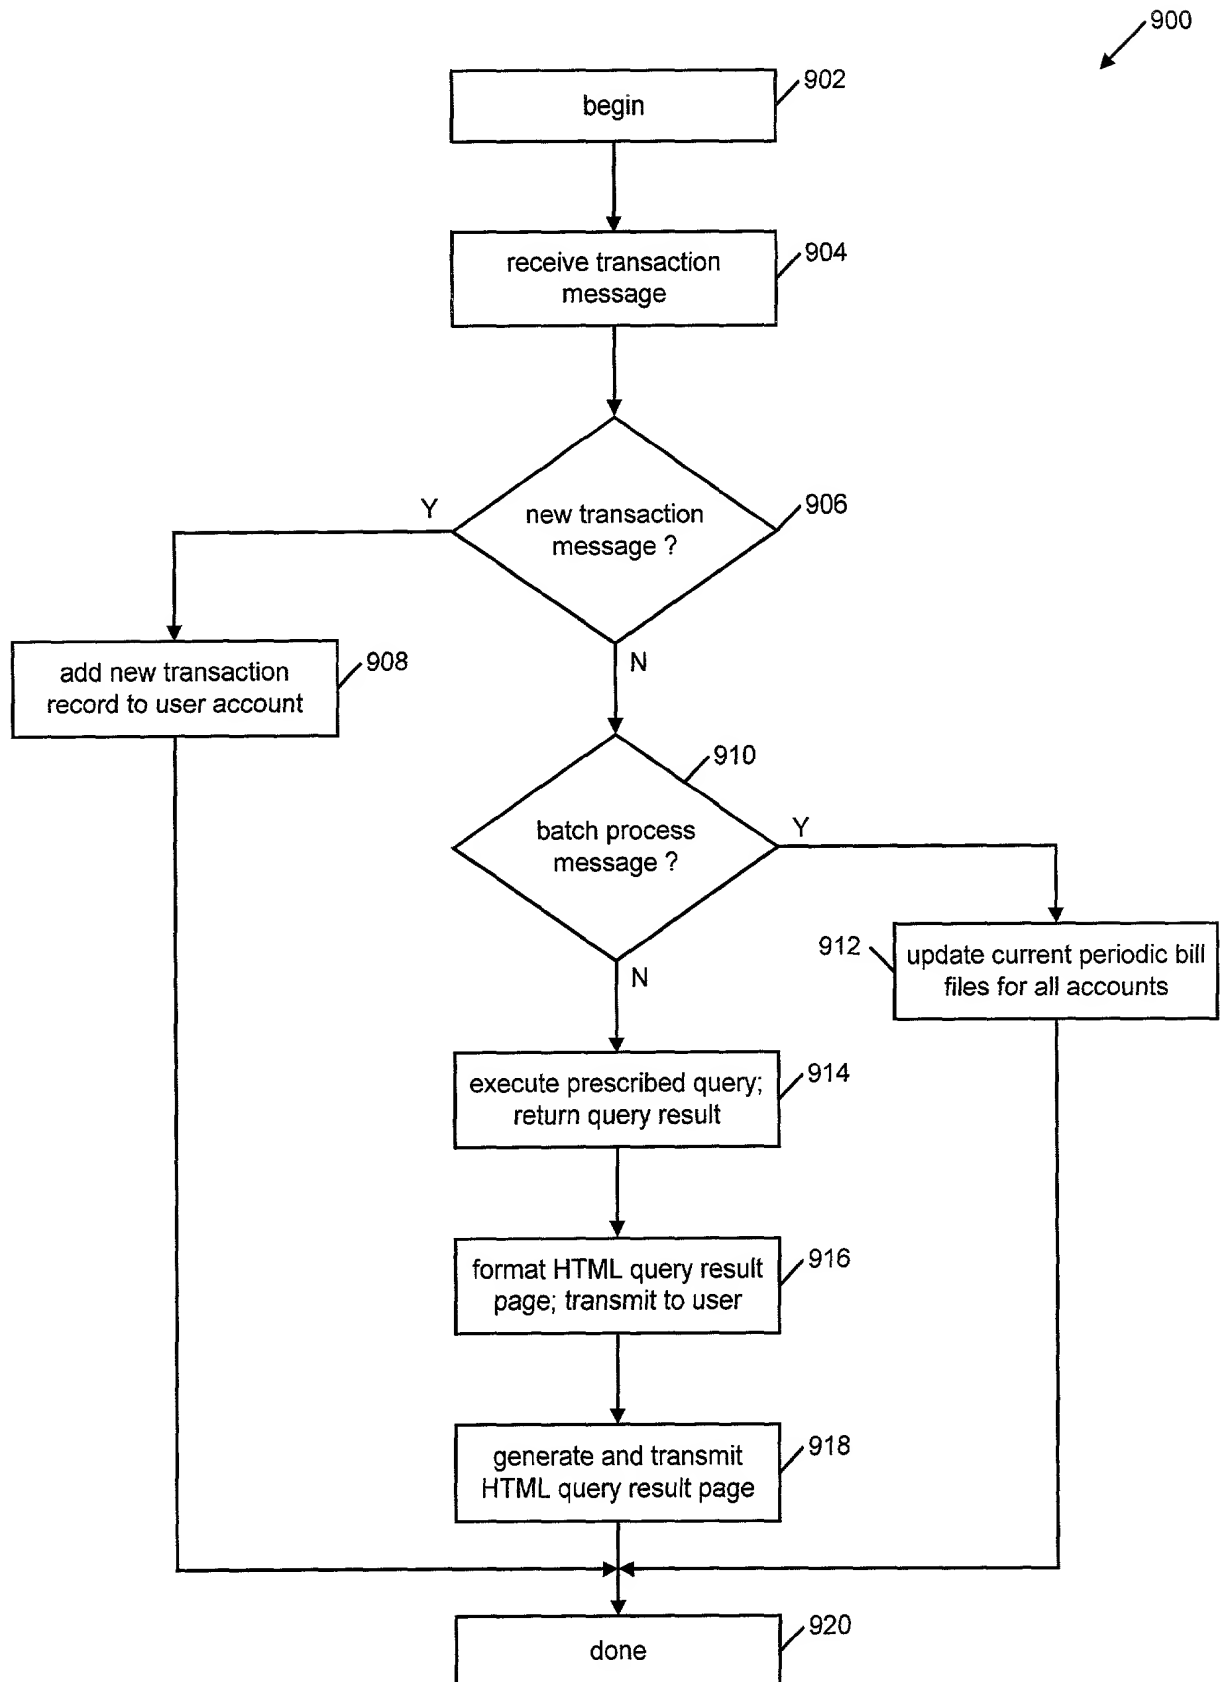 900
begin
902
receive transaction
message
904
new transaction
message ?
906
Y
N
add new transaction
record to user account
908
batch process
message ?
910
Y
N
912
update current periodic bill
files for all accounts
execute prescribed query;
return query result
914
format HTML query result
page; transmit to user
916
generate and transmit
HTML query result page
918
done
920